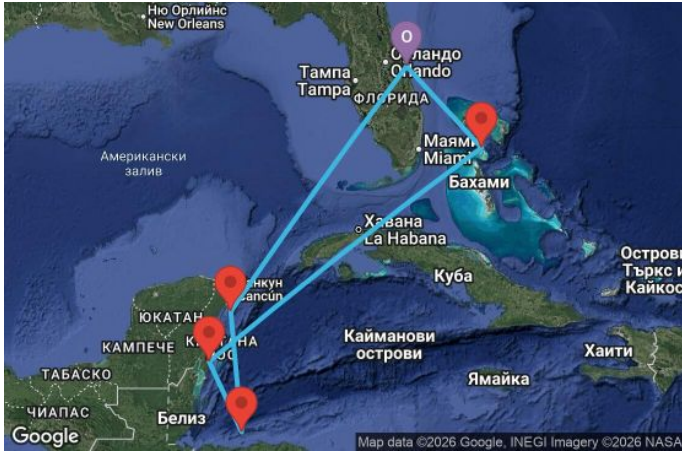 Ню Орлийнс
New Orleans
О
Орландо
Orlando
Тампа
Tampa
ФЛОРИДА
Маями
Miami
Американски
залив
Бахами
Хавана
La Habana
Cancún
Куба
Острови
Търкс и
Кайкос
ЮКАТАН
КАМПЕЧЕ
Кайманови
острови
Хаити
ТАБАСКО
Ямайка
ЧИАПАС
Белиз
Google
Map data ©2026 Google, INEGI Imagery ©2026 NASA